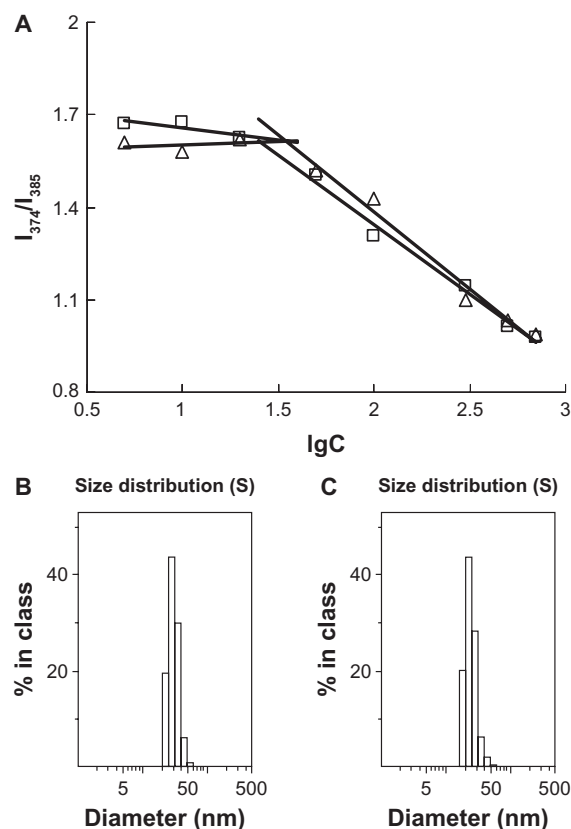 A
2
1.7
1.4
1.1
0.8
I374/I385
0.5 1 1.5 2 2.5 3
lgC
B Size distribution (S)
% in class
40
20
5 50 500
Diameter (nm)
C Size distribution (S)
% in class
40
20
5 50 500
Diameter (nm)